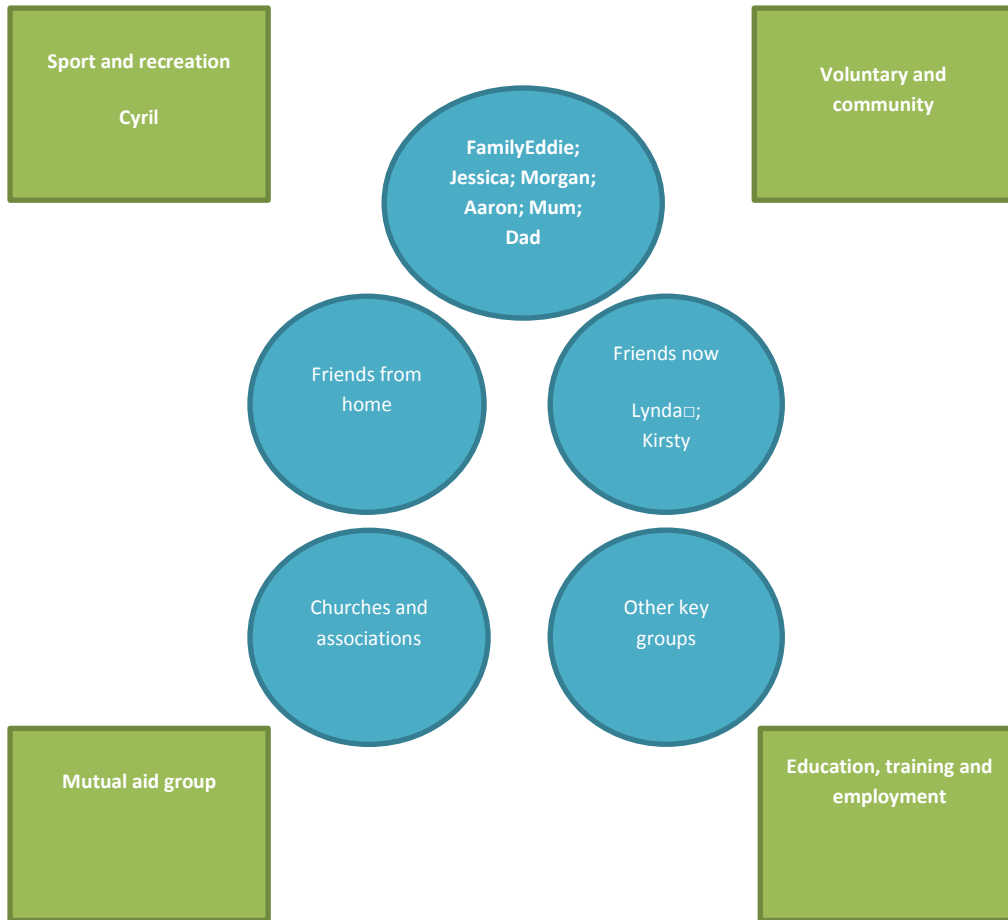 Sport and recreation
Cyril
Voluntary and
community
FamilyEddie;
Jessica; Morgan;
Aaron; Mum;
Dad
Friends from
home
Friends now
Lynda□;
Kirsty
Churches and
associations
Other key
groups
Mutual aid group
Education, training and
employment